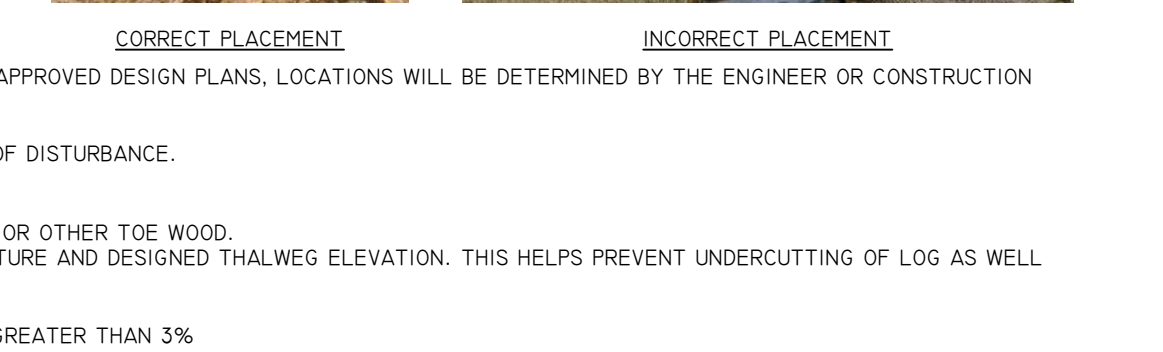 CORRECT PLACEMENT INCORRECT PLACEMENT
APPROVED DESIGN PLANS, LOCATIONS WILL BE DETERMINED BY THE ENGINEER OR CONSTRUCTION
OF DISTURBANCE.
OR OTHER TOE WOOD.
TURE AND DESIGNED THALWEG ELEVATION. THIS HELPS PREVENT UNDERCUTTING OF LOG AS WELL
GREATER THAN 3%